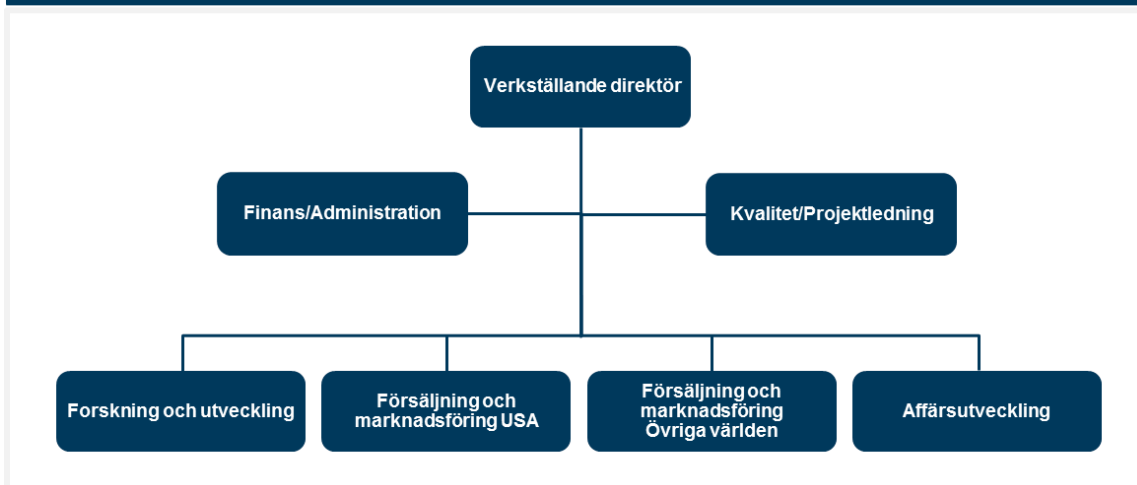 Verkställande direktör
Finans/Administration
Kvalitet/Projektledning
Forskning och utveckling
Försäljning och
marknadsföring USA
Försäljning och
marknadsföring
Övriga världen
Affärsutveckling